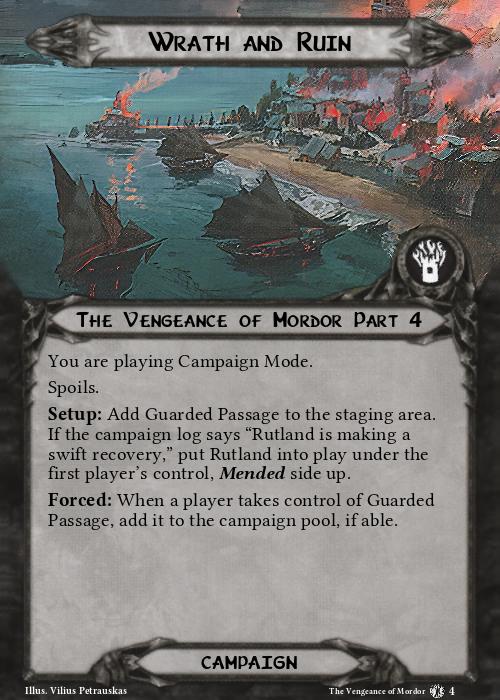 Wrath and Ruin
The Vengeance of Mordor Part 4
You are playing Campaign Mode.
Spoils.
Setup: Add Guarded Passage to the staging area.
If the campaign log says “Rutland is making a
swift recovery,” put Rutland into play under the
first player’s control, Mended side up.
Forced: When a player takes control of Guarded
Passage, add it to the campaign pool, if able.
CAMPAIGN
Illus. Vilius Petrauskas
The Vengeance of Mordor 4